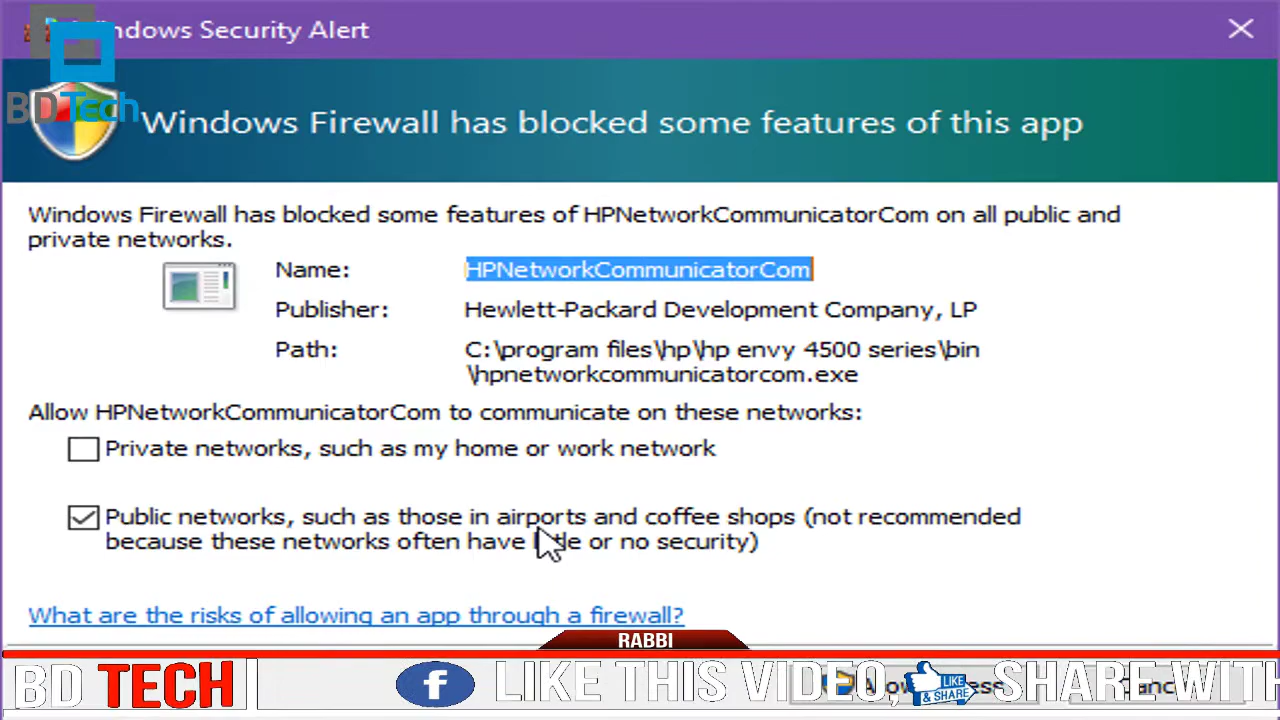 Windows Security Alert
BDTech
Windows Firewall has blocked some features of this app
Windows Firewall has blocked some features of HPNetworkCommunicatorCom on all public and
private networks.
Name: HPNetworkCommunicatorCom
Publisher: Hewlett-Packard Development Company, LP
Path: C:\program files\hp\hp envy 4500 series\bin
\hpnetworkcommunicatorcom.exe
Allow HPNetworkCommunicatorCom to communicate on these networks:
Private networks, such as my home or work network
Public networks, such as those in airports and coffee shops (not recommended
because these networks often have little or no security)
What are the risks of allowing an app through a firewall?
RABBI
BD TECH f LIKE THIS VIDEO, LIKE & SHARE SHARE WITH